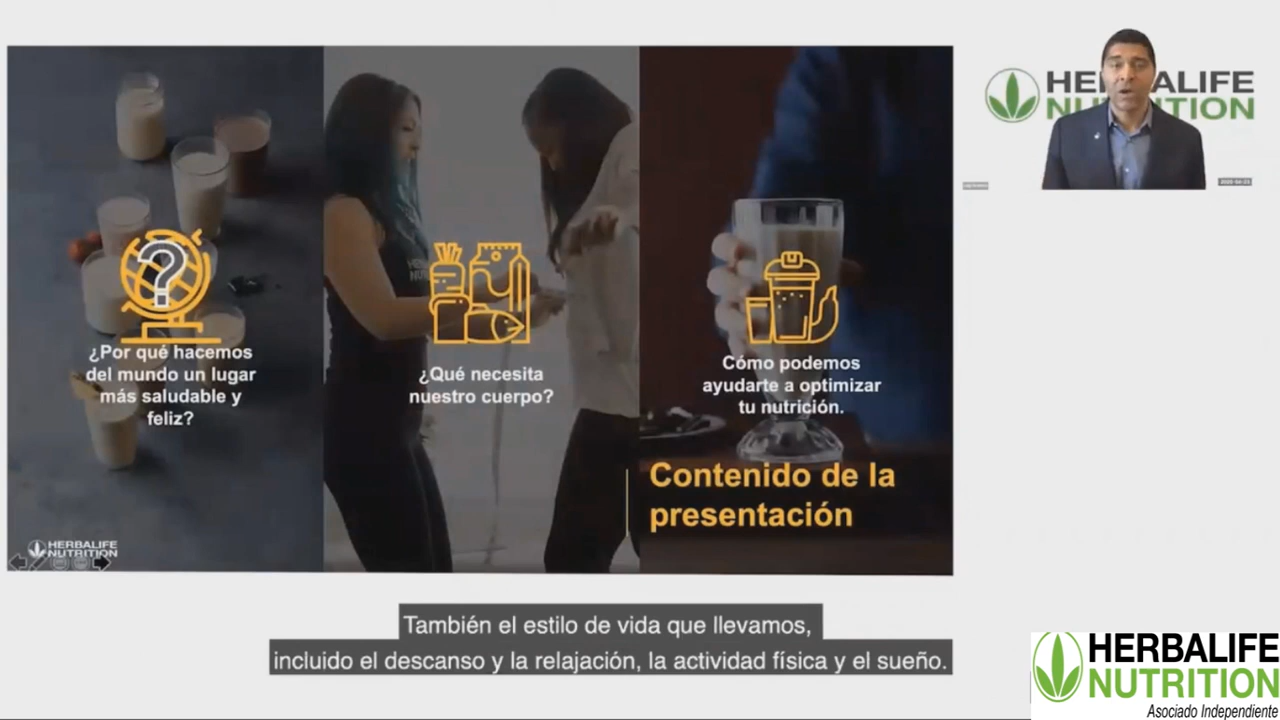 HERBALIFE
NUTRITION
¿Por qué hacemos
del mundo un lugar
más saludable y
feliz?
¿Qué necesita
nuestro cuerpo?
Cómo podemos
ayudarte a optimizar
tu nutrición.
Contenido de la
presentación
HERBALIFE
NUTRITION
También el estilo de vida que llevamos,
incluido el descanso y la relajación, la actividad física y el sueño.
HERBALIFE
NUTRITION
Asociado Independiente